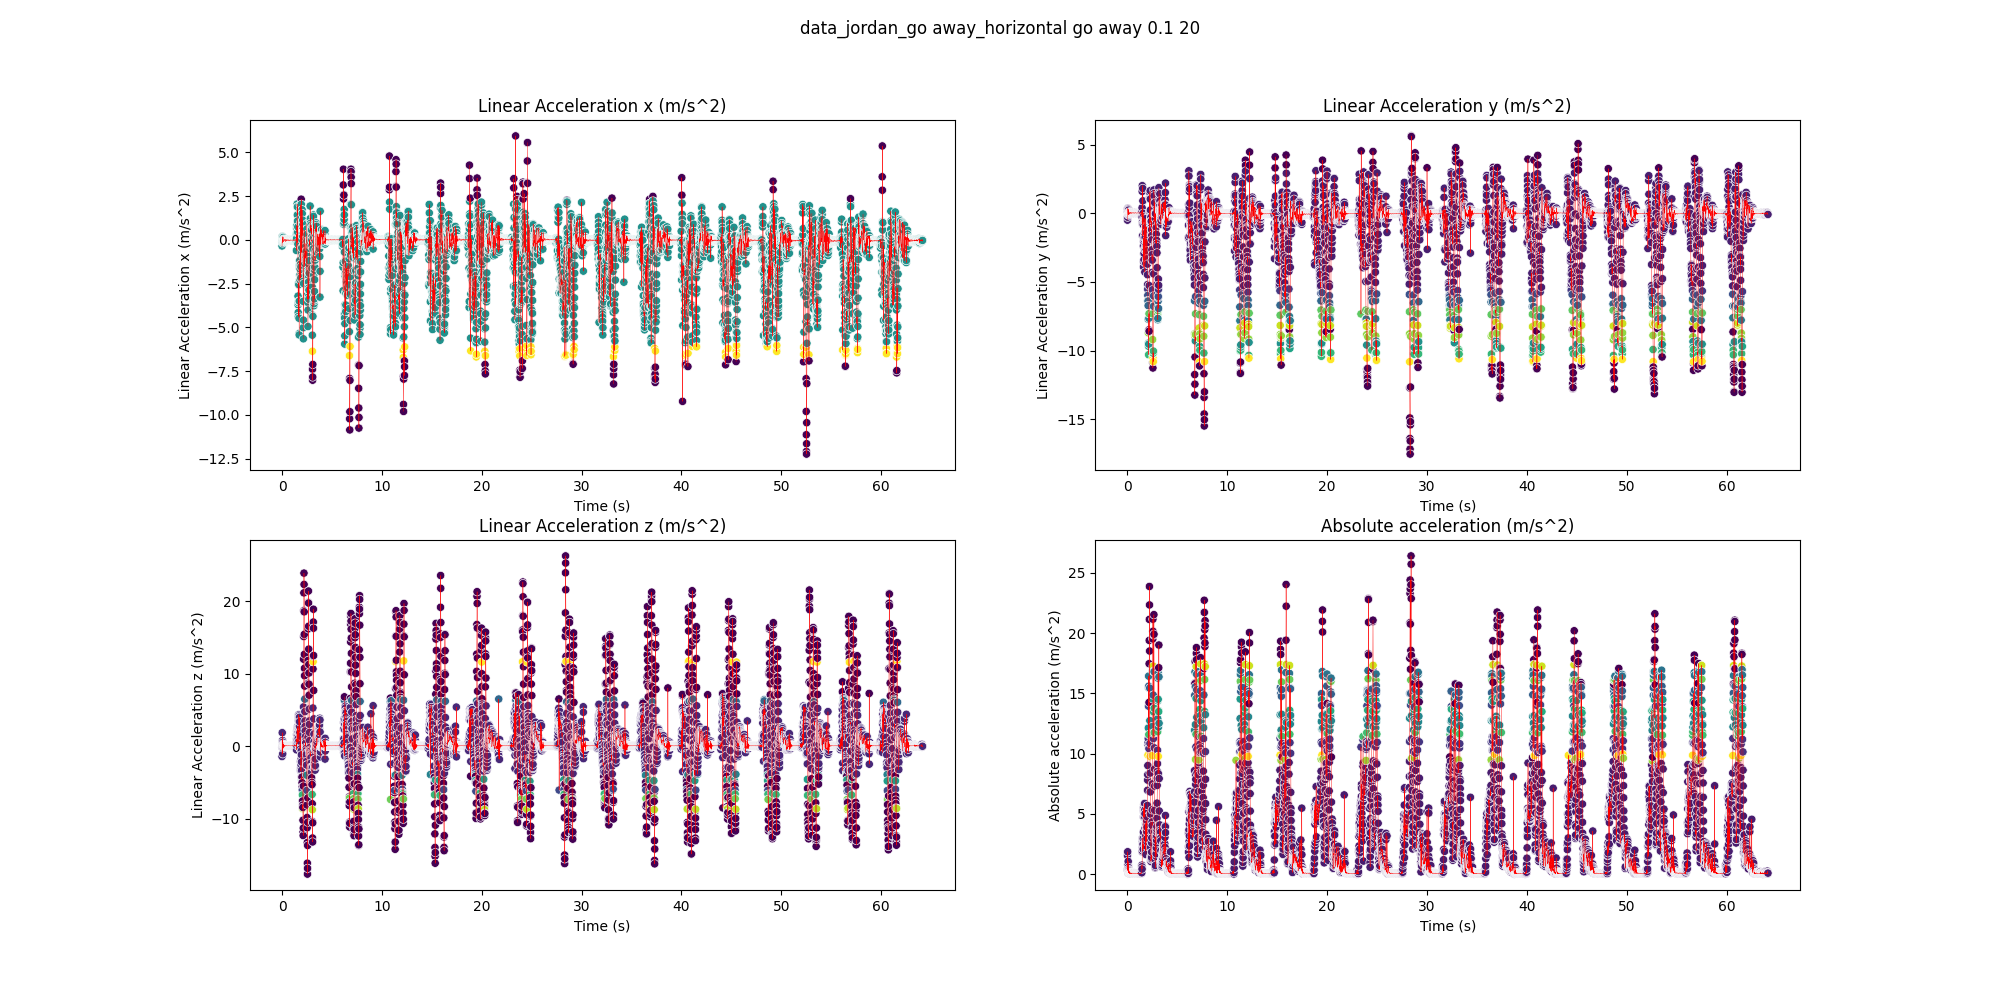 data_jordan_go away_horizontal go away 0.1 20
Linear Acceleration x (m/s^2)
Linear Acceleration x (m/s^2)
5.0
2.5
0.0
−2.5
−5.0
−7.5
−10.0
−12.5
0 10 20 30 40 50 60
Time (s)
Linear Acceleration y (m/s^2)
Linear Acceleration y (m/s^2)
5
0
−5
−10
−15
0 10 20 30 40 50 60
Time (s)
Linear Acceleration z (m/s^2)
Linear Acceleration z (m/s^2)
20
10
0
−10
0 10 20 30 40 50 60
Time (s)
Absolute acceleration (m/s^2)
Absolute acceleration (m/s^2)
25
20
15
10
5
0
0 10 20 30 40 50 60
Time (s)